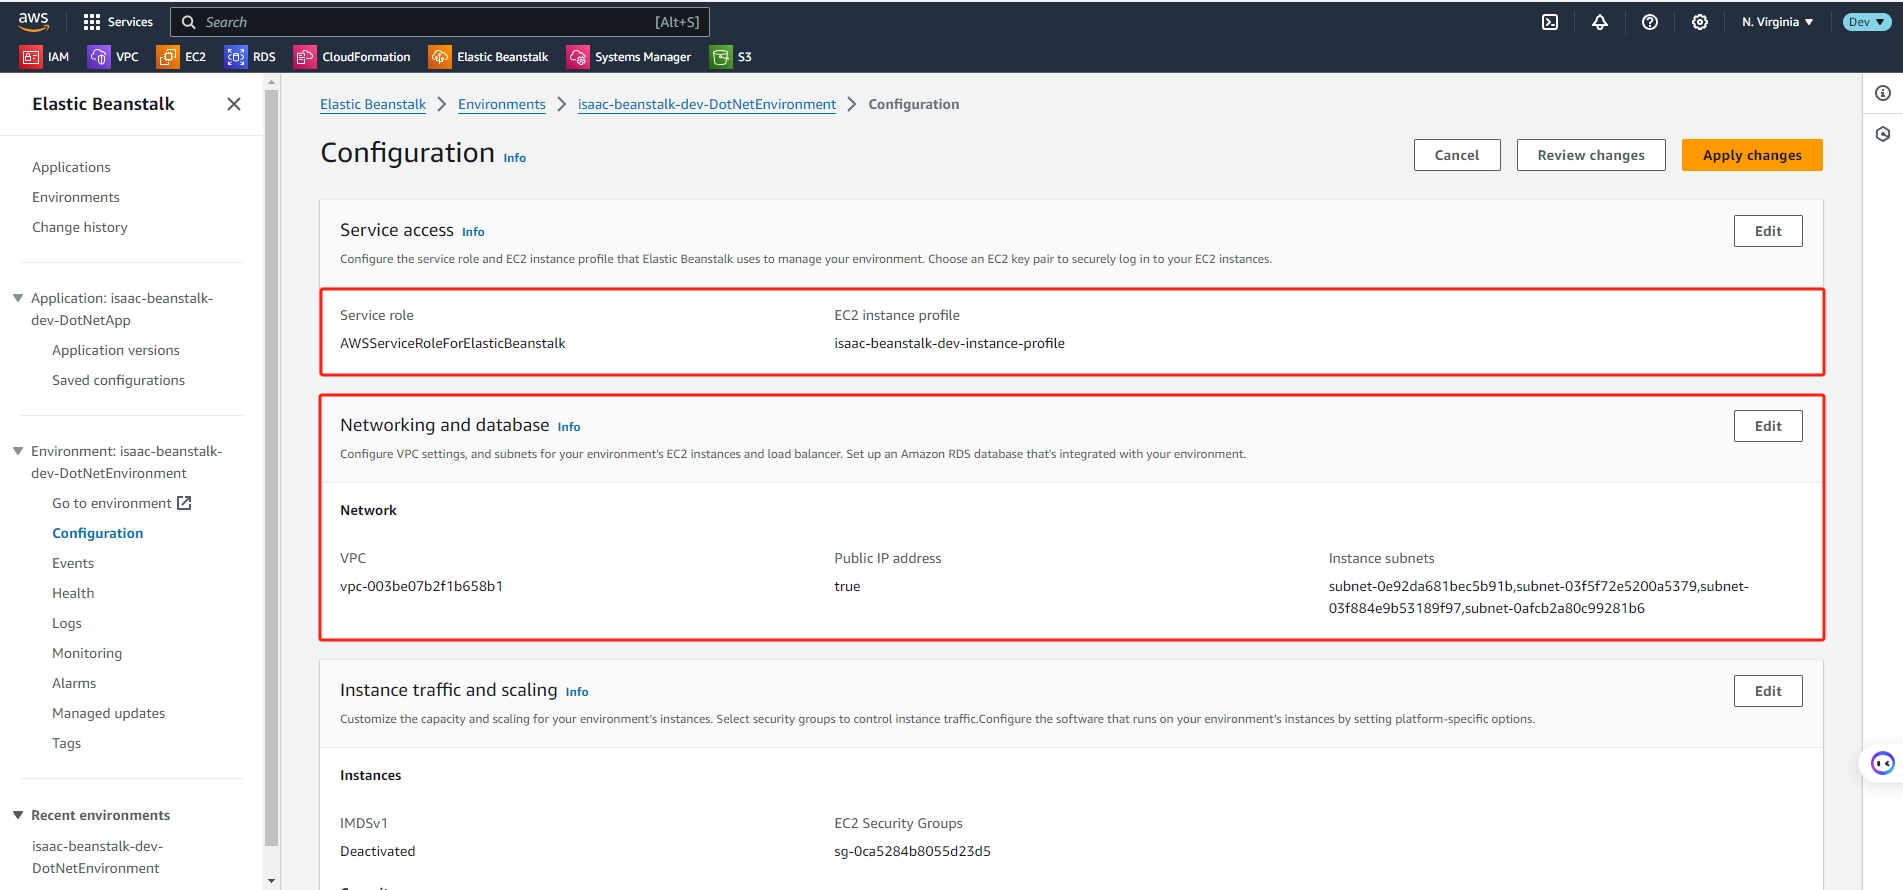 aws
Services
Search
[Alt+S]
N. Virginia
Dev
IAM
VPC
EC2
RDS
CloudFormation
Elastic Beanstalk
Systems Manager
S3
Elastic Beanstalk
Applications
Environments
Change history
Application: isaac-beanstalk-
dev-DotNetApp
Application versions
Saved configurations
Environment: isaac-beanstalk-
dev-DotNetEnvironment
Go to environment
Configuration
Events
Health
Logs
Monitoring
Alarms
Managed updates
Tags
Recent environments
isaac-beanstalk-dev-
DotNetEnvironment
Elastic Beanstalk
Environments
isaac-beanstalk-dev-DotNetEnvironment
Configuration
Configuration Info
Cancel
Review changes
Apply changes
Service access Info
Edit
Configure the service role and EC2 instance profile that Elastic Beanstalk uses to manage your environment. Choose an EC2 key pair to securely log in to your EC2 instances.
Service role
AWSServiceRoleForElasticBeanstalk
EC2 instance profile
isaac-beanstalk-dev-instance-profile
Networking and database Info
Edit
Configure VPC settings, and subnets for your environment's EC2 instances and load balancer. Set up an Amazon RDS database that's integrated with your environment.
Network
VPC
vpc-003be07b2f1b658b1
Public IP address
true
Instance subnets
subnet-0e92da681bec5b91b,subnet-03f5f72e5200a5379,subnet-
03f884e9b53189f97,subnet-0afcb2a80c99281b6
Instance traffic and scaling Info
Edit
Customize the capacity and scaling for your environment's instances. Select security groups to control instance traffic.Configure the software that runs on your environment's instances by setting platform-specific options.
Instances
IMDSv1
Deactivated
EC2 Security Groups
sg-0ca5284b8055d23d5